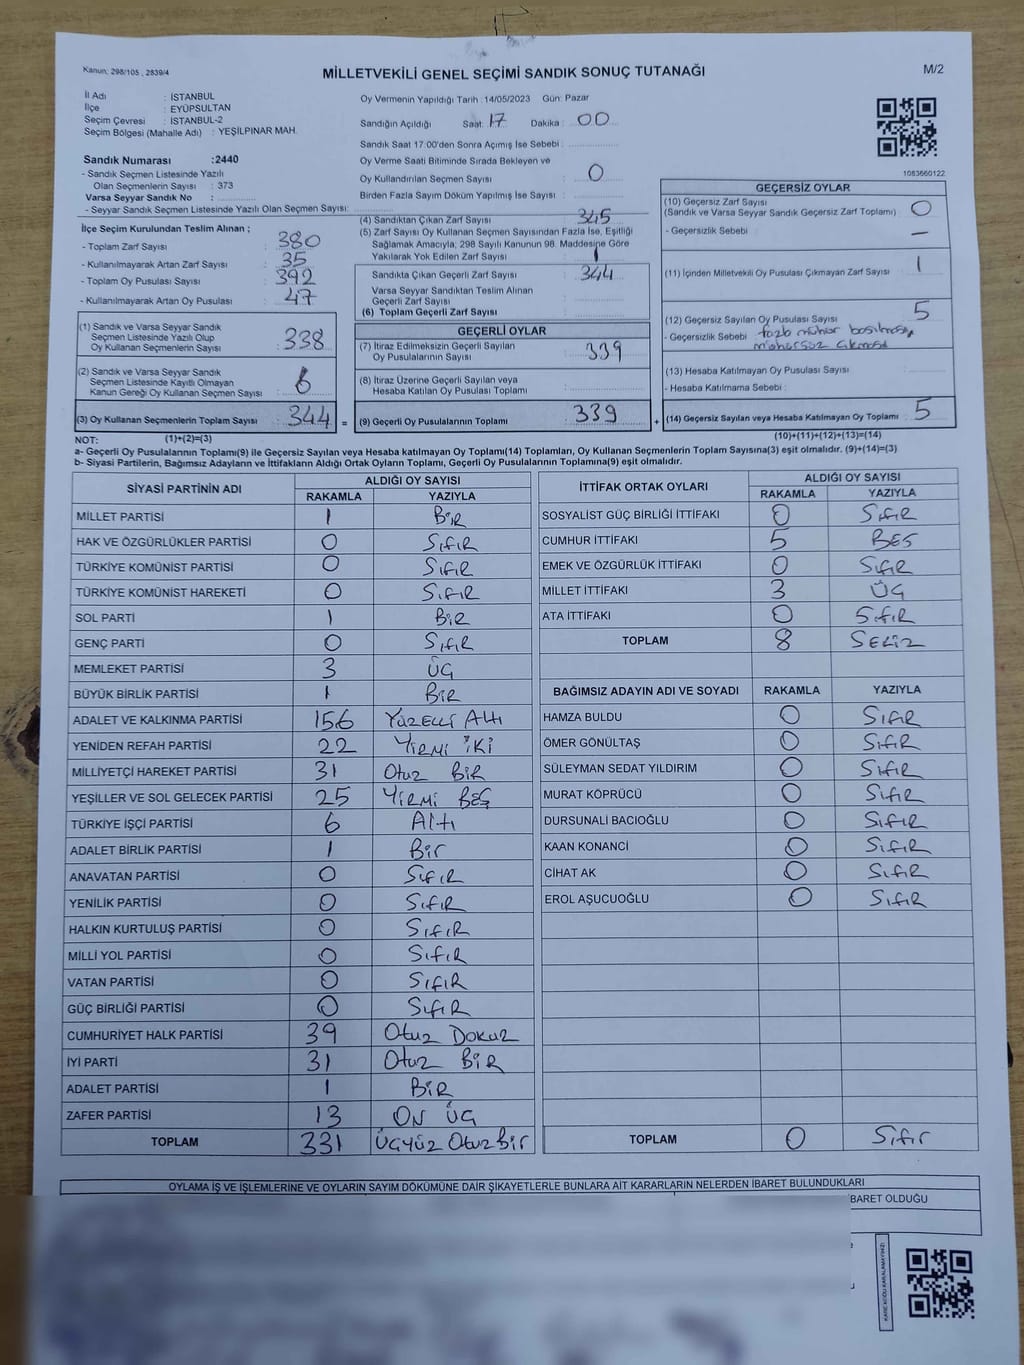 Kanun: 298/105 , 2839/4
MİLLETVEKİLİ GENEL SEÇİMİ SANDIK SONUÇ TUTANAĞI
M/2
İl Adı : İSTANBUL
İlçe : EYÜPSULTAN
Seçim Çevresi : İSTANBUL-2
Seçim Bölgesi (Mahalle Adı) : YEŞİLPINAR MAH.
Sandık Numarası :2440
- Sandık Seçmen Listesinde Yazılı
Olan Seçmenlerin Sayısı : 373
Varsa Seyyar Sandık No :
- Seyyar Sandık Seçmen Listesinde Yazılı Olan Seçmen Sayısı:
İlçe Seçim Kurulundan Teslim Alınan ;
- Toplam Zarf Sayısı : 380
- Kullanılmayarak Artan Zarf Sayısı : 35
- Toplam Oy Pusulası Sayısı : 392
- Kullanılmayarak Artan Oy Pusulası : 47
(1) Sandık ve Varsa Seyyar Sandık
Seçmen Listesinde Yazılı Olup
Oy Kullanan Seçmenlerin Sayısı : 338
(2) Sandık ve Varsa Seyyar Sandık
Seçmen Listesinde Kayıtlı Olmayan
Kanun Gereği Oy Kullanan Seçmen Sayısı : 6
(3) Oy Kullanan Seçmenlerin Toplam Sayısı : 344 =
Oy Vermenin Yapıldığı Tarih : 14/05/2023 Gün: Pazar
Sandığın Açıldığı Saat: 17 Dakika : 00
Sandık Saat 17:00'den Sonra Açılmış İse Sebebi :
Oy Verme Saati Bitiminde Sırada Bekleyen ve
Oy Kullandırılan Seçmen Sayısı : 0
Birden Fazla Sayım Döküm Yapılmış İse Sayısı :
(4) Sandıktan Çıkan Zarf Sayısı : 345
(5) Zarf Sayısı Oy Kullanan Seçmen Sayısından Fazla İse, Eşitliği
Sağlamak Amacıyla; 298 Sayılı Kanunun 98. Maddesine Göre
Yakılarak Yok Edilen Zarf Sayısı : 1
Sandıkta Çıkan Geçerli Zarf Sayısı : 344
Varsa Seyyar Sandıktan Teslim Alınan
Geçerli Zarf Sayısı :
(6) Toplam Geçerli Zarf Sayısı :
GEÇERLİ OYLAR
(7) İtiraz Edilmeksizin Geçerli Sayılan
Oy Pusulalarının Sayısı : 339
(8) İtiraz Üzerine Geçerli Sayılan veya
Hesaba Katılan Oy Pusulası Toplamı :
(9) Geçerli Oy Pusulalarının Toplamı : 339 +
1083660122
GEÇERSİZ OYLAR
(10) Geçersiz Zarf Sayısı
(Sandık ve Varsa Seyyar Sandık Geçersiz Zarf Toplamı) : 0
- Geçersizlik Sebebi : —
(11) İçinden Milletvekili Oy Pusulası Çıkmayan Zarf Sayısı : 1
(12) Geçersiz Sayılan Oy Pusulası Sayısı : 5
- Geçersizlik Sebebi : fazla mühür basılması
mühürsüz çıkması
(13) Hesaba Katılmayan Oy Pusulası Sayısı :
- Hesaba Katılmama Sebebi :
(14) Geçersiz Sayılan veya Hesaba Katılmayan Oy Toplamı : 5
NOT: (1)+(2)=(3) (10)+(11)+(12)+(13)=(14)
a- Geçerli Oy Pusulalarının Toplamı(9) ile Geçersiz Sayılan veya Hesaba katılmayan Oy Toplamı(14) Toplamları, Oy Kullanan Seçmenlerin Toplam Sayısına(3) eşit olmalıdır. (9)+(14)=(3)
b- Siyasi Partilerin, Bağımsız Adayların ve İttifakların Aldığı Ortak Oyların Toplamı, Geçerli Oy Pusulalarının Toplamına(9) eşit olmalıdır.
SİYASİ PARTİNİN ADI
ALDIĞI OY SAYISI
RAKAMLA YAZIYLA
MİLLET PARTİSİ 1 BİR
HAK VE ÖZGÜRLÜKLER PARTİSİ 0 SıfıR
TÜRKİYE KOMÜNİST PARTİSİ 0 SıfıR
TÜRKİYE KOMÜNİST HAREKETİ 0 SıfıR
SOL PARTİ 1 BİR
GENÇ PARTİ 0 SıfıR
MEMLEKET PARTİSİ 3 ÜÇ
BÜYÜK BİRLİK PARTİSİ 1 BİR
ADALET VE KALKINMA PARTİSİ 156 YÜZELLİ Altı
YENİDEN REFAH PARTİSİ 22 YİRMİ İKİ
MİLLİYETÇİ HAREKET PARTİSİ 31 Otuz BİR
YEŞİLLER VE SOL GELECEK PARTİSİ 25 YİRMİ BEŞ
TÜRKİYE İŞÇİ PARTİSİ 6 Altı
ADALET BİRLİK PARTİSİ 1 Bir
ANAVATAN PARTİSİ 0 SıfıR
YENİLİK PARTİSİ 0 SıfıR
HALKIN KURTULUŞ PARTİSİ 0 SıfıR
MİLLİ YOL PARTİSİ 0 SıfıR
VATAN PARTİSİ 0 SıfıR
GÜÇ BİRLİĞİ PARTİSİ 0 SıfıR
CUMHURİYET HALK PARTİSİ 39 Otuz DOKUZ
İYİ PARTİ 31 Otuz BİR
ADALET PARTİSİ 1 BİR
ZAFER PARTİSİ 13 ON ÜÇ
TOPLAM 331 ÜÇYÜZ Otuz Bir
İTTİFAK ORTAK OYLARI
ALDIĞI OY SAYISI
RAKAMLA YAZIYLA
SOSYALİST GÜÇ BİRLİĞİ İTTİFAKI 0 SıfıR
CUMHUR İTTİFAKI 5 BES
EMEK VE ÖZGÜRLÜK İTTİFAKI 0 SıfıR
MİLLET İTTİFAKI 3 ÜÇ
ATA İTTİFAKI 0 SıfıR
TOPLAM 8 SEKİZ
BAĞIMSIZ ADAYIN ADI VE SOYADI RAKAMLA YAZIYLA
HAMZA BULDU 0 SıfıR
ÖMER GÖNÜLTAŞ 0 SıfıR
SÜLEYMAN SEDAT YILDIRIM 0 SıfıR
MURAT KÖPRÜCÜ 0 SıfıR
DURSUNALİ BACIOĞLU 0 SıfıR
KAAN KONANCİ 0 SıfıR
CİHAT AK 0 SıfıR
EROL AŞUCUOĞLU 0 SıfıR
TOPLAM 0 Sıfır
OYLAMA İŞ VE İŞLEMLERİNE VE OYLARIN SAYIM DÖKÜMÜNE DAİR ŞİKAYETLERLE BUNLARA AİT KARARLARIN NELERDEN İBARET BULUNDUKLARI
BARET OLDUĞU